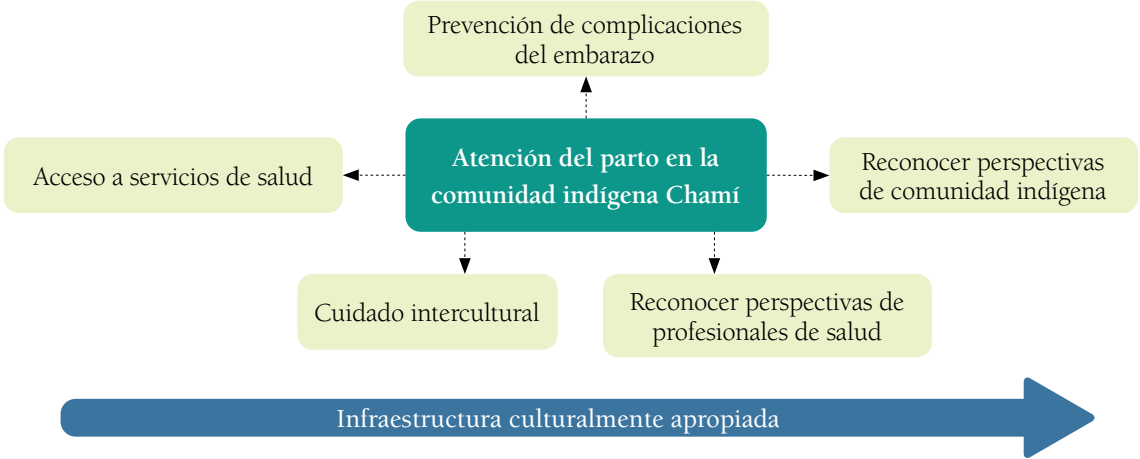 Prevención de complicaciones
del embarazo
Acceso a servicios de salud
Atención del parto en la
comunidad indígena Chamí
Reconocer perspectivas
de comunidad indígena
Cuidado intercultural
Reconocer perspectivas de
profesionales de salud
Infraestructura culturalmente apropiada